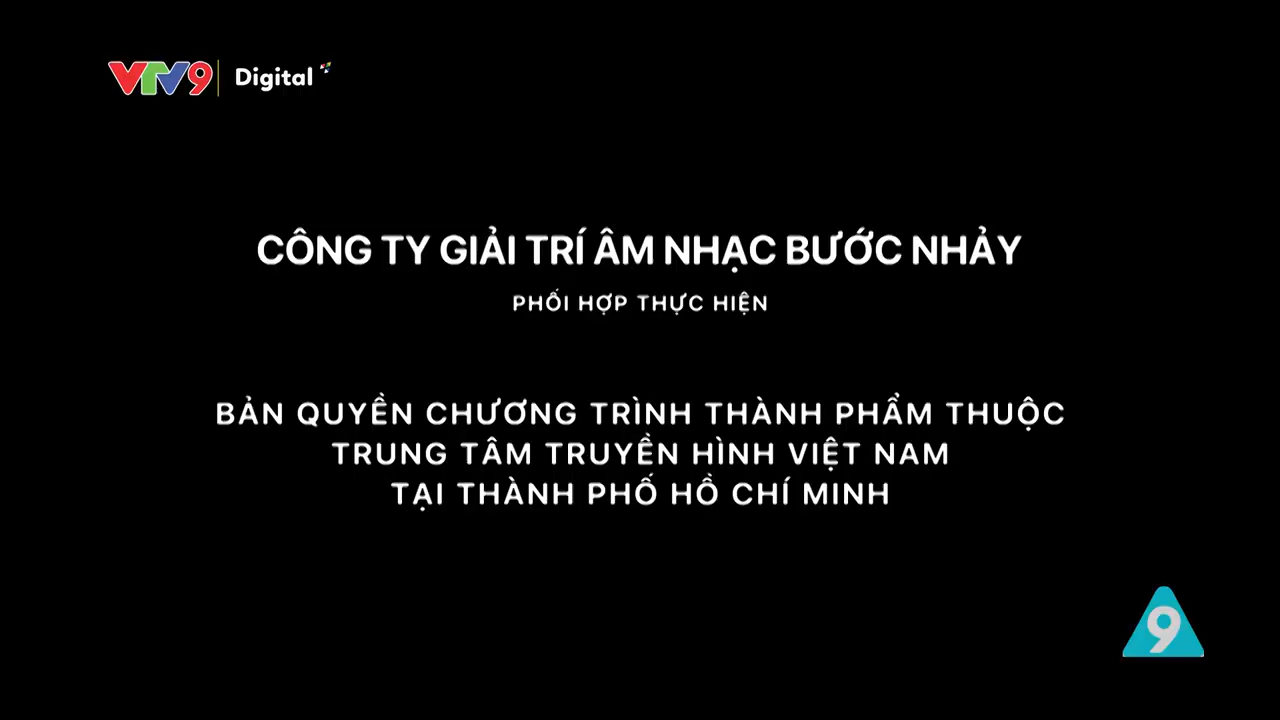 VTV9 Digital
CÔNG TY GIẢI TRÍ ÂM NHẠC BƯỚC NHẢY
PHỐI HỢP THỰC HIỆN
BẢN QUYỀN CHƯƠNG TRÌNH THÀNH PHẨM THUỘC
TRUNG TÂM TRUYỀN HÌNH VIỆT NAM
TẠI THÀNH PHỐ HỒ CHÍ MINH
9